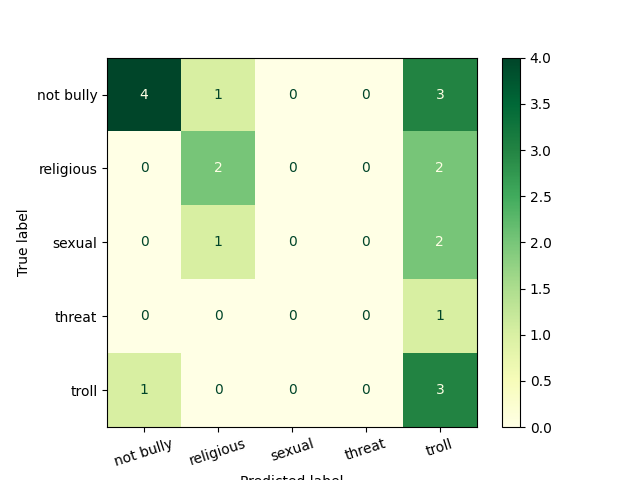 not bully 4 1 0 0 3
religious 0 2 0 0 2
sexual 0 1 0 0 2
threat 0 0 0 0 1
troll 1 0 0 0 3
not bully religious sexual threat troll
Predicted label
True label
4.0
3.5
3.0
2.5
2.0
1.5
1.0
0.5
0.0